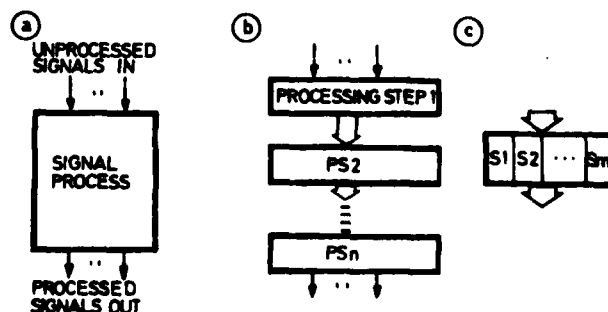 a
UNPROCESSED
SIGNALS IN
SIGNAL
PROCESS
PROCESSED
SIGNALS OUT
b
PROCESSING STEP 1
PS2
PSn
c
S1 S2 ... Sm